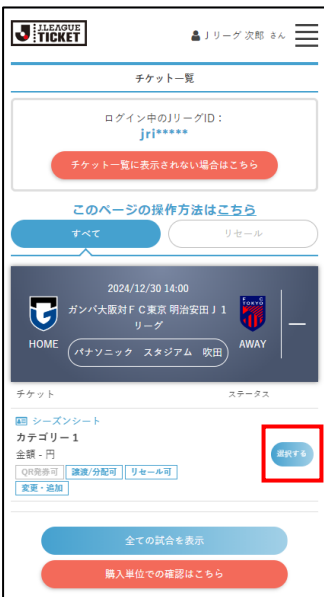 J.LEAGUE
TICKET
Jリーグ 次郎 さん
チケット一覧
ログイン中のJリーグID：
jri*****
チケット一覧に表示されない場合はこちら
このページの操作方法はこちら
すべて
リセール
2024/12/30 14:00
ガンバ大阪対ＦＣ東京 明治安田Ｊ１
リーグ
HOME
パナソニック スタジアム 吹田
F.C.
TOKYO
AWAY
チケット
ステータス
シーズンシート
カテゴリー１
金額 - 円
選択する
QR発券可
譲渡/分配可
リセール可
変更・追加
全ての試合を表示
購入単位での確認はこちら